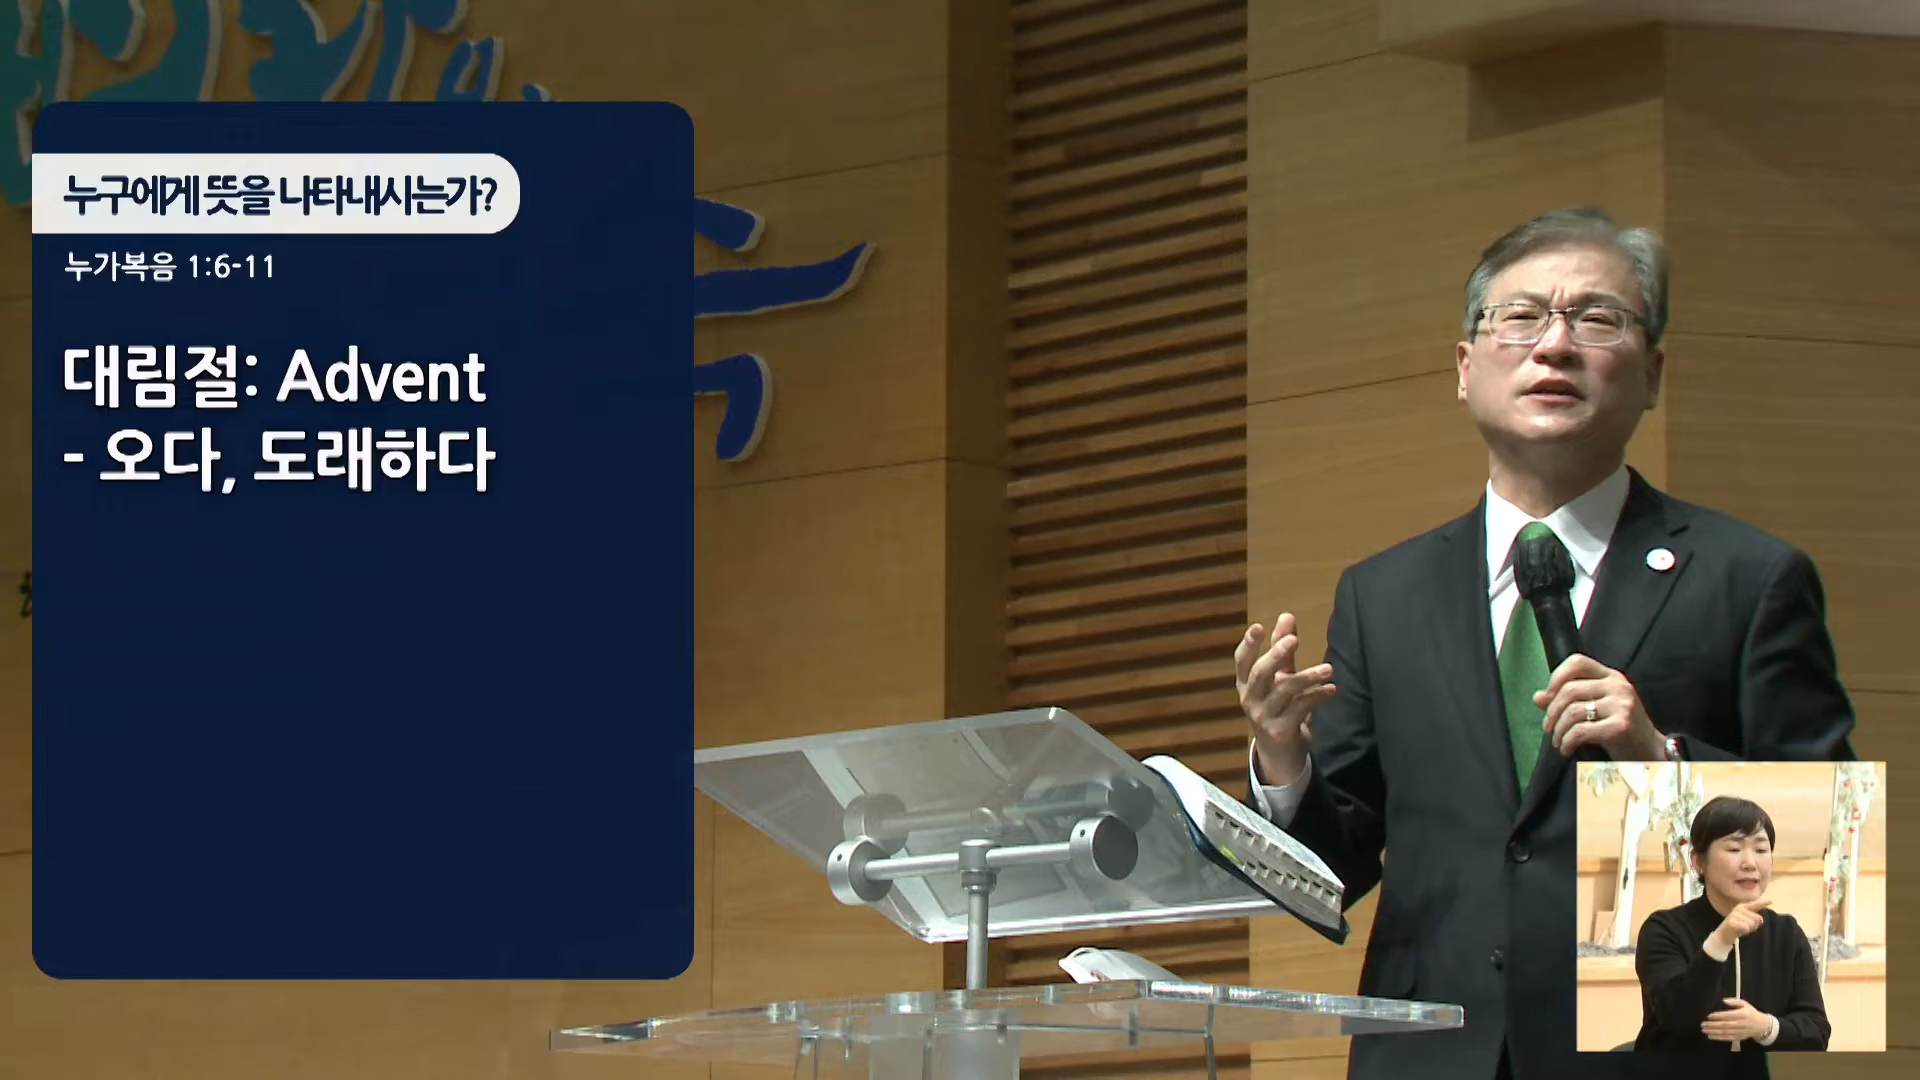 누구에게 뜻을 나타내시는가?
누가복음 1:6-11
대림절: Advent
- 오다, 도래하다